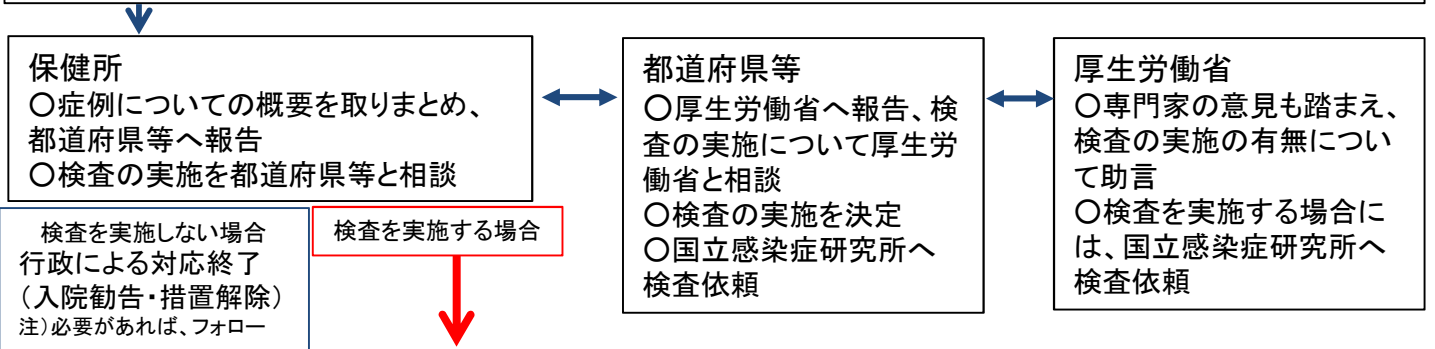 保健所
〇症例についての概要を取りまとめ、
都道府県等へ報告
〇検査の実施を都道府県等と相談
都道府県等
〇厚生労働省へ報告、検
査の実施について厚生労
働省と相談
〇検査の実施を決定
〇国立感染症研究所へ
検査依頼
厚生労働省
〇専門家の意見も踏まえ、
検査の実施の有無につい
て助言
〇検査を実施する場合に
は、国立感染症研究所へ
検査依頼
検査を実施しない場合
行政による対応終了
（入院勧告・措置解除）
注）必要があれば、フォロー
検査を実施する場合